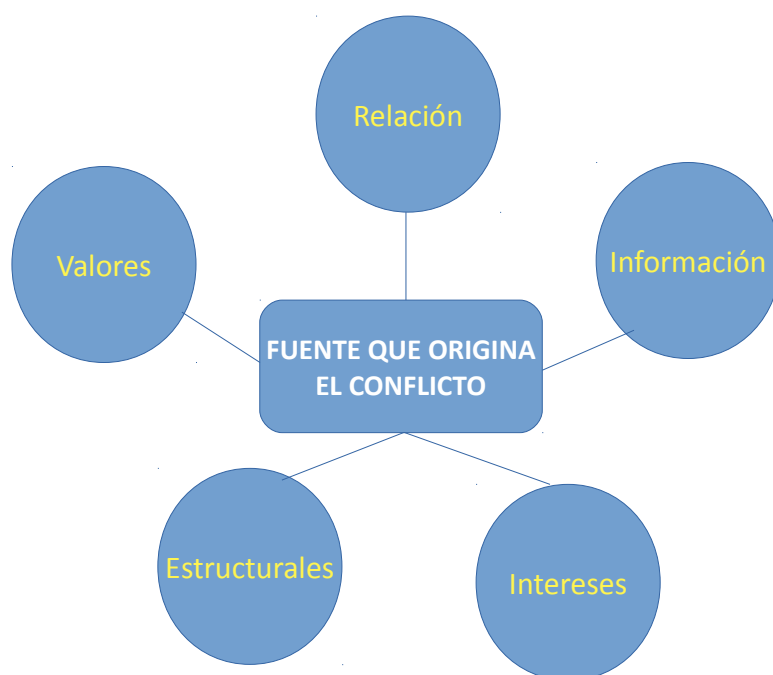 Relación
Valores
Información
FUENTE QUE ORIGINA
EL CONFLICTO
Estructurales
Intereses